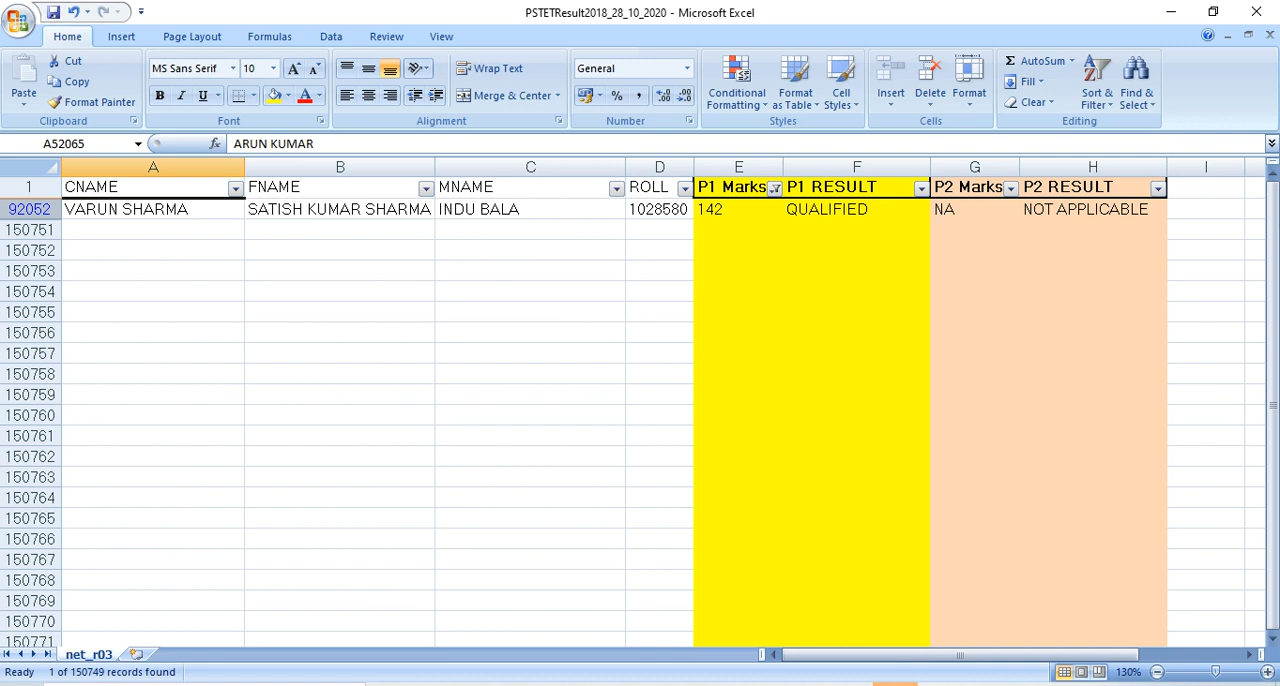 PSTETResult2018_28_10_2020 - Microsoft Excel
Home Insert Page Layout Formulas Data Review View
Paste Cut Copy Format Painter Clipboard
MS Sans Serif 10 A A B I U A Font
Wrap Text Merge & Center Alignment
General % , .0 .00 .00 .0 Number
Conditional Formatting Format as Table Cell Styles Styles
Insert Delete Format Cells
Σ AutoSum Fill Clear Sort & Filter Find & Select Editing
A52065 fx ARUN KUMAR
A B C D E F G H I
1 CNAME FNAME MNAME ROLL P1 Marks P1 RESULT P2 Marks P2 RESULT
92052 VARUN SHARMA SATISH KUMAR SHARMA INDU BALA 1028580 142 QUALIFIED NA NOT APPLICABLE
150751
150752
150753
150754
150755
150756
150757
150758
150759
150760
150761
150762
150763
150764
150765
150766
150767
150768
150769
150770
150771
net_r03
Ready 1 of 150749 records found 130%